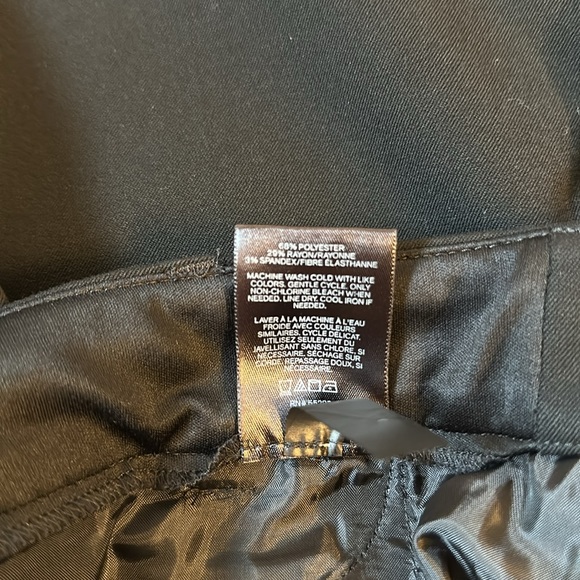 68% POLYESTER
29% RAYON/RAYONNE
3% SPANDEX/FIBRE ÉLASTHANNE
MACHINE WASH COLD WITH LIKE
COLORS. GENTLE CYCLE. ONLY
NON-CHLORINE BLEACH WHEN
NEEDED. LINE DRY. COOL IRON IF
NEEDED.
LAVER À LA MACHINE À L'EAU
FROIDE AVEC COULEURS
SIMILAIRES. CYCLE DÉLICAT.
UTILISEZ SEULEMENT DU
JAVELLISANT SANS CHLORE, SI
NÉCESSAIRE. SÉCHAGE SUR
CORDE. REPASSAGE DOUX, SI
NÉCESSAIRE.